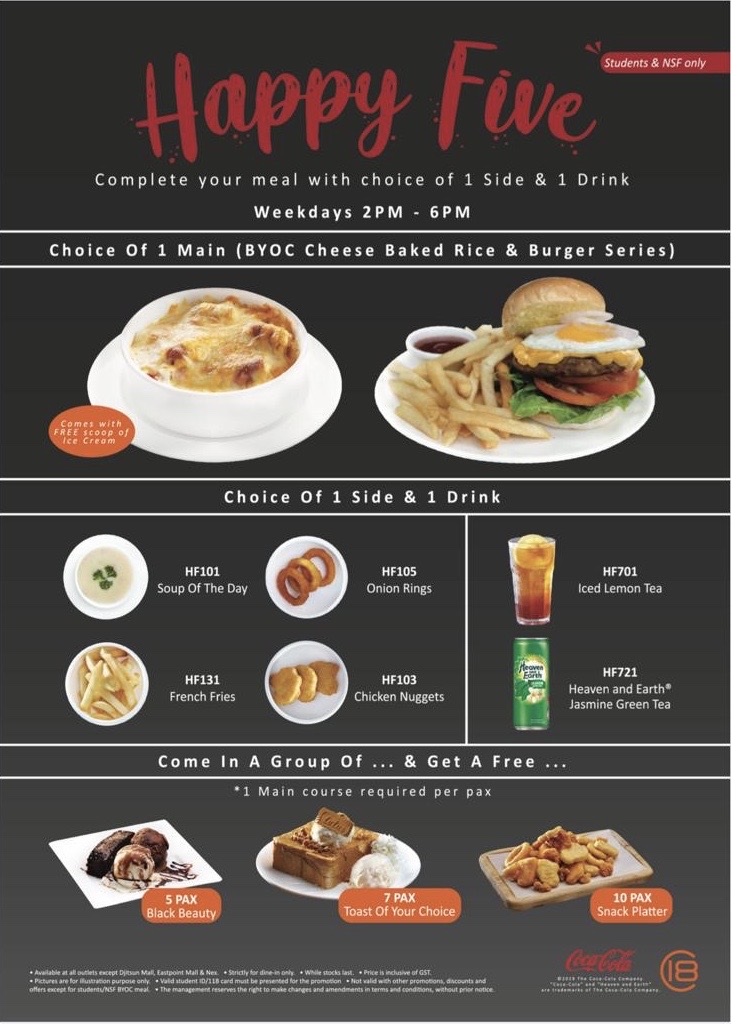 Happy Five
Students & NSF only
Complete your meal with choice of 1 Side & 1 Drink
Weekdays 2PM - 6PM
Choice Of 1 Main (BYOC Cheese Baked Rice & Burger Series)
Comes with
FREE scoop of
Ice Cream
Choice Of 1 Side & 1 Drink
HF101
Soup Of The Day
HF105
Onion Rings
HF131
French Fries
HF103
Chicken Nuggets
HF701
Iced Lemon Tea
Heaven
and
Earth
HF721
Heaven and Earth®
Jasmine Green Tea
Come In A Group Of ... & Get A Free ...
*1 Main course required per pax
5 PAX
Black Beauty
7 PAX
Toast Of Your Choice
10 PAX
Snack Platter
• Available at all outlets except Djitsun Mall, Eastpoint Mall & Nex. • Strictly for dine-in only. • While stocks last. • Price is inclusive of GST.
• Pictures are for illustration purpose only. • Valid student ID/11B card must be presented for the promotion • Not valid with other promotions, discounts and
offers except for students/NSF BYOC meal. • The management reserves the right to make changes and amendments in terms and conditions, without prior notice.
Coca-Cola
©2018 The Coca-Cola Company.
"Coca-Cola" and "Heaven and Earth"
are trademarks of The Coca-Cola Company.
18